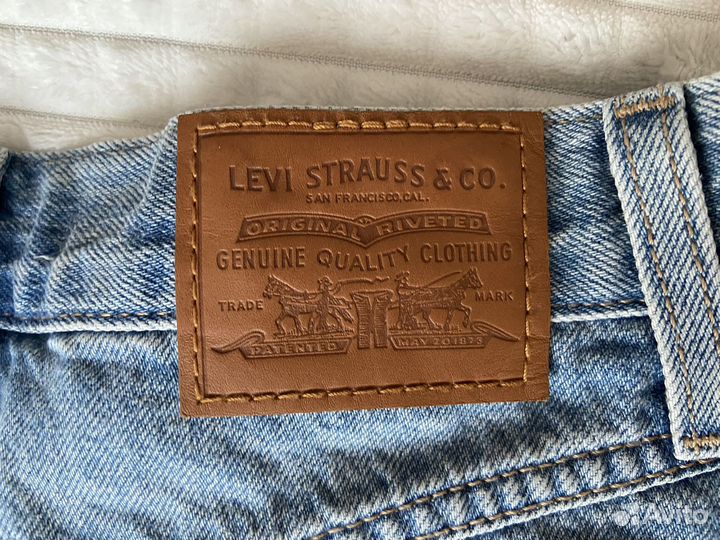 LEVI STRAUSS & CO.
SAN FRANCISCO, CAL.
ORIGINAL RIVETED
GENUINE QUALITY CLOTHING
TRADE MARK
PATENTED MAY 20 1873
Avito